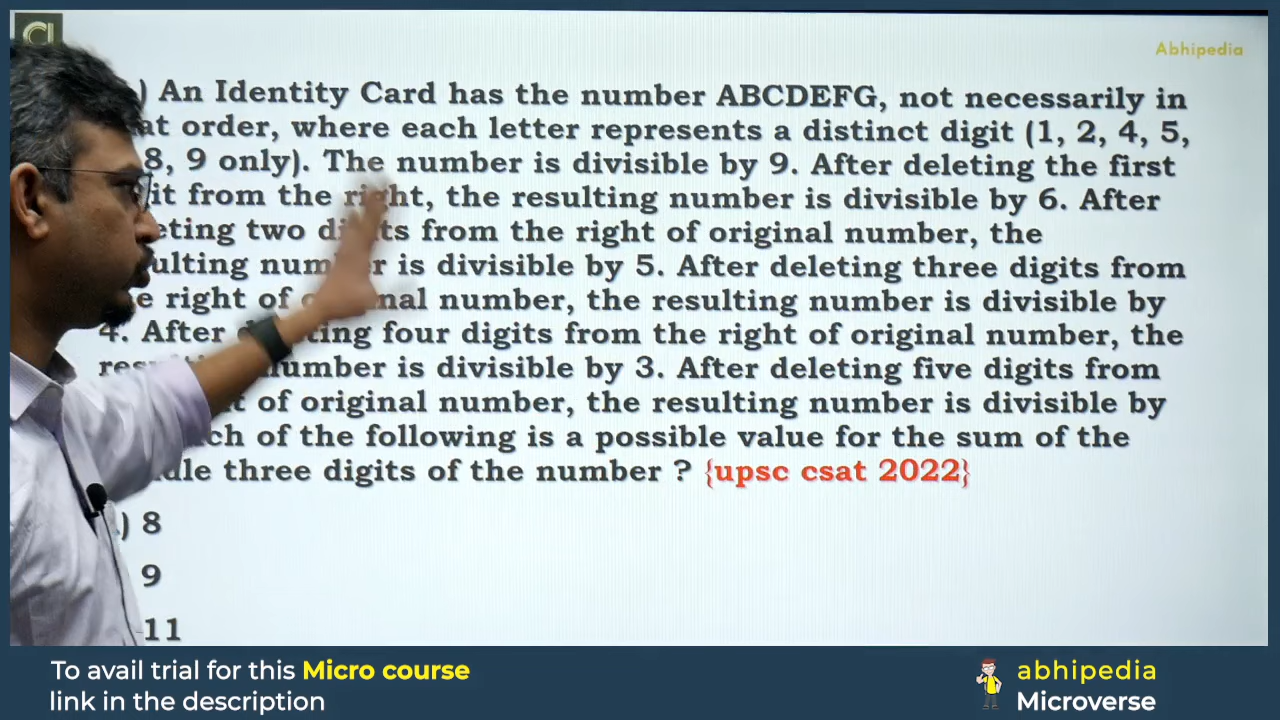 CI
Abhipedia
) An Identity Card has the number ABCDEFG, not necessarily in
at order, where each letter represents a distinct digit (1, 2, 4, 5,
8, 9 only). The number is divisible by 9. After deleting the first
it from the right, the resulting number is divisible by 6. After
eting two digits from the right of original number, the
ulting number is divisible by 5. After deleting three digits from
e right of original number, the resulting number is divisible by
4. After deleting four digits from the right of original number, the
number is divisible by 3. After deleting five digits from
t of original number, the resulting number is divisible by
ch of the following is a possible value for the sum of the
dle three digits of the number ? {upsc csat 2022}
) 8
9
11
To avail trial for this Micro course
link in the description
abhipedia
Microverse